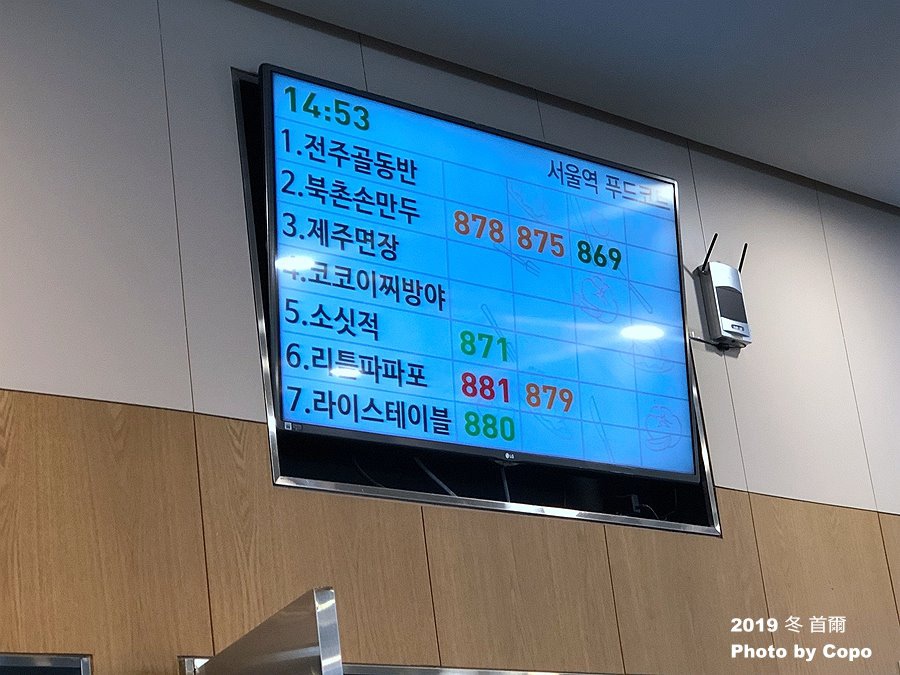 14:53
서울역 푸드코트
1.전주골동반
2.북촌손만두 878 875 869
3.제주면장
4.코코이찌방야
5.소싯적 871
6.리틀파파포 881 879
7.라이스테이블 880
LG
2019 冬 首爾
Photo by Copo